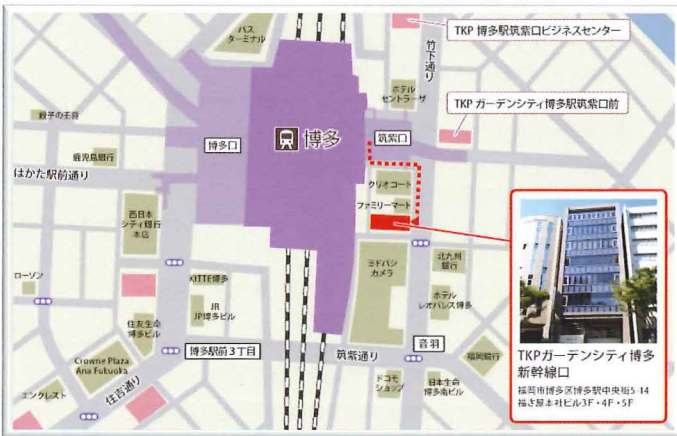 バス
ターミナル
TKP 博多駅筑紫口ビジネスセンター
竹下通り
ホテル
セントラーザ
TKP ガーデンシティ博多駅筑紫口前
餃子の王将
博多口
博多
筑紫口
鹿児島銀行
はかた駅前通り
クリオコート
ファミリーマート
西日本
シティ銀行
本店
ヨドバシ
カメラ
北九州
銀行
ローソン
KITTE博多
ホテル
レオパレス博多
JR
JP博多ビル
住友生命
博多ビル
音羽
博多駅前3丁目
筑紫通り
福岡銀行
Crowne Plaza
Ana Fukuoka
エンクレスト
住吉通り
ドコモ
ショップ
日本生命
博多南ビル
TKPガーデンシティ博多
新幹線口
福岡市博多区博多駅中央街5-14
福さ屋本社ビル3F・4F・5F